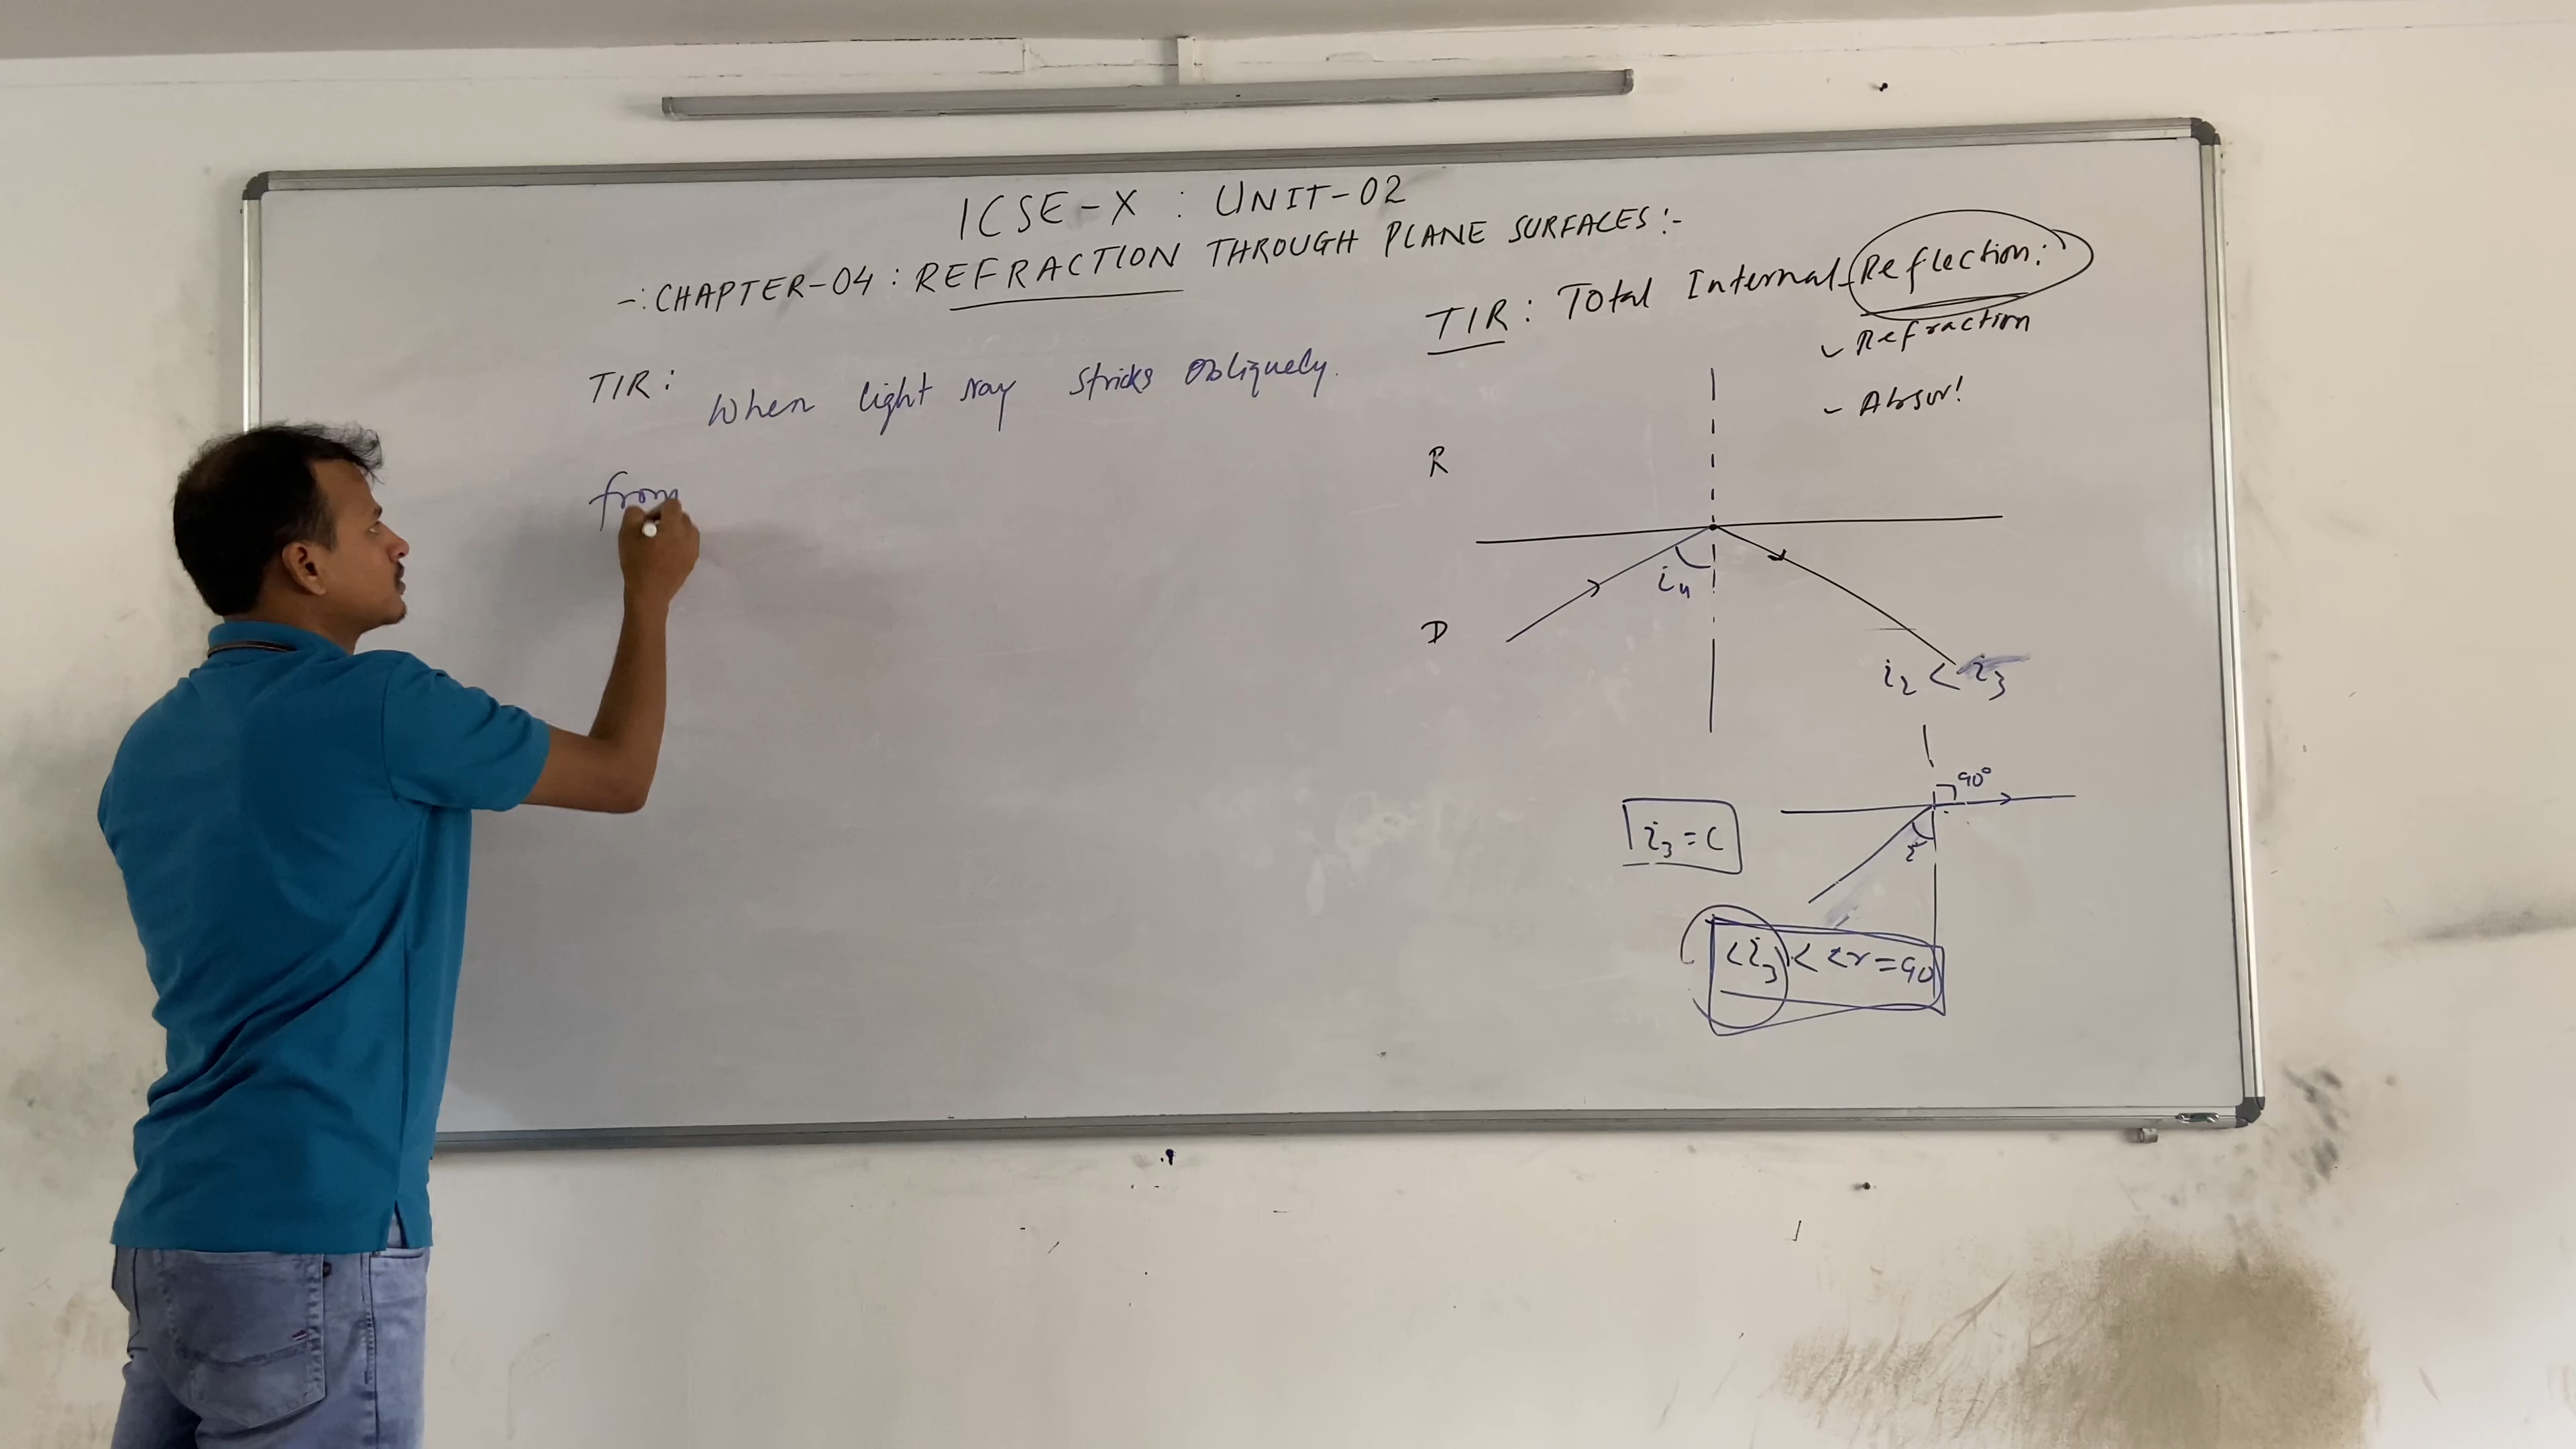 ICSE-X : UNIT-02
-: CHAPTER-04 : REFRACTION THROUGH PLANE SURFACES :-
TIR : When light ray stricks obliquely.
from
TIR : Total Internal Reflection :
- Refraction
- Absor!
R
i4
D
i2 < i3
90°
i3 = C
i
<i3 < <r = 90